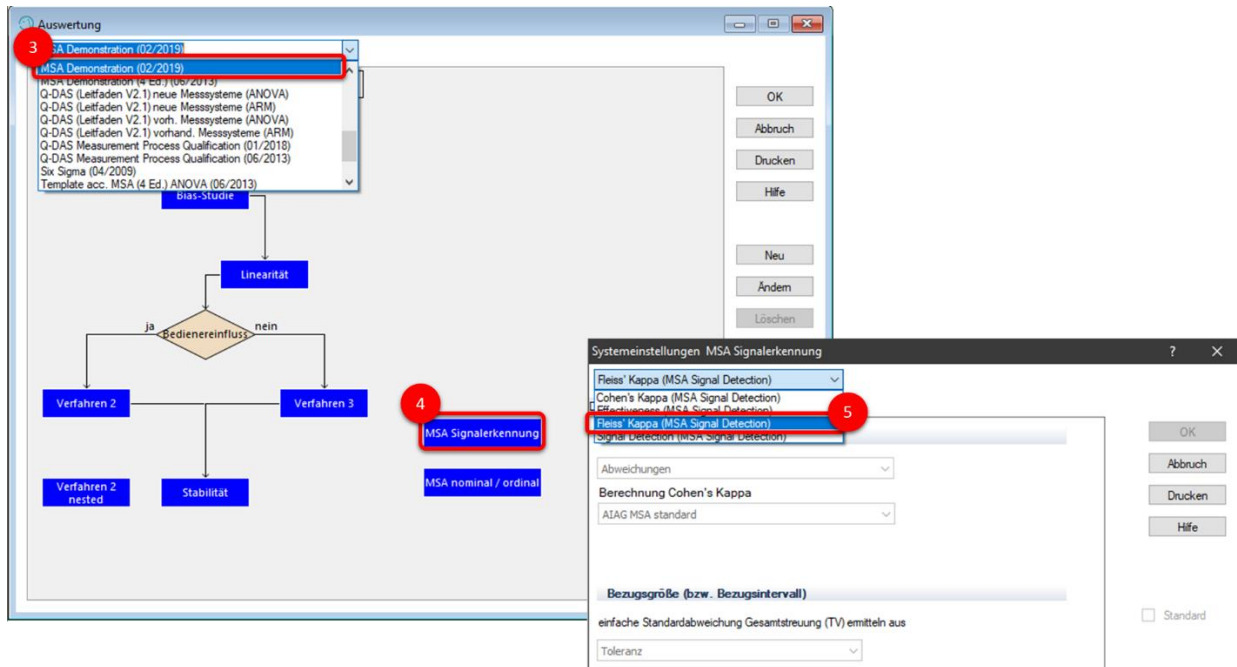 Auswertung
3
MSA Demonstration (02/2019)
MSA Demonstration (02/2019)
MSA Demonstration (4 Ed.) (06/2013)
Q-DAS (Leitfaden V2.1) neue Messsysteme (ANOVA)
Q-DAS (Leitfaden V2.1) neue Messsysteme (ARM)
Q-DAS (Leitfaden V2.1) vorh. Messsysteme (ANOVA)
Q-DAS (Leitfaden V2.1) vorhand. Messsysteme (ARM)
Q-DAS Measurement Process Qualification (01/2018)
Q-DAS Measurement Process Qualification (06/2013)
Six Sigma (04/2009)
Template acc. MSA (4 Ed.) ANOVA (06/2013)
OK
Abbruch
Drucken
Hilfe
Neu
Ändern
Löschen
Bias-Studie
Linearität
ja
Bedienereinfluss
nein
Verfahren 2
Verfahren 3
4
MSA Signalerkennung
Verfahren 2
nested
Stabilität
MSA nominal / ordinal
Systemeinstellungen MSA Signalerkennung
?
Fleiss' Kappa (MSA Signal Detection)
Cohen's Kappa (MSA Signal Detection)
Effectiveness (MSA Signal Detection)
Fleiss' Kappa (MSA Signal Detection)
Signal Detection (MSA Signal Detection)
5
Abweichungen
Berechnung Cohen's Kappa
AIAG MSA standard
OK
Abbruch
Drucken
Hilfe
Bezugsgröße (bzw. Bezugsintervall)
einfache Standardabweichung Gesamtstreuung (TV) ermitteln aus
Toleranz
Standard